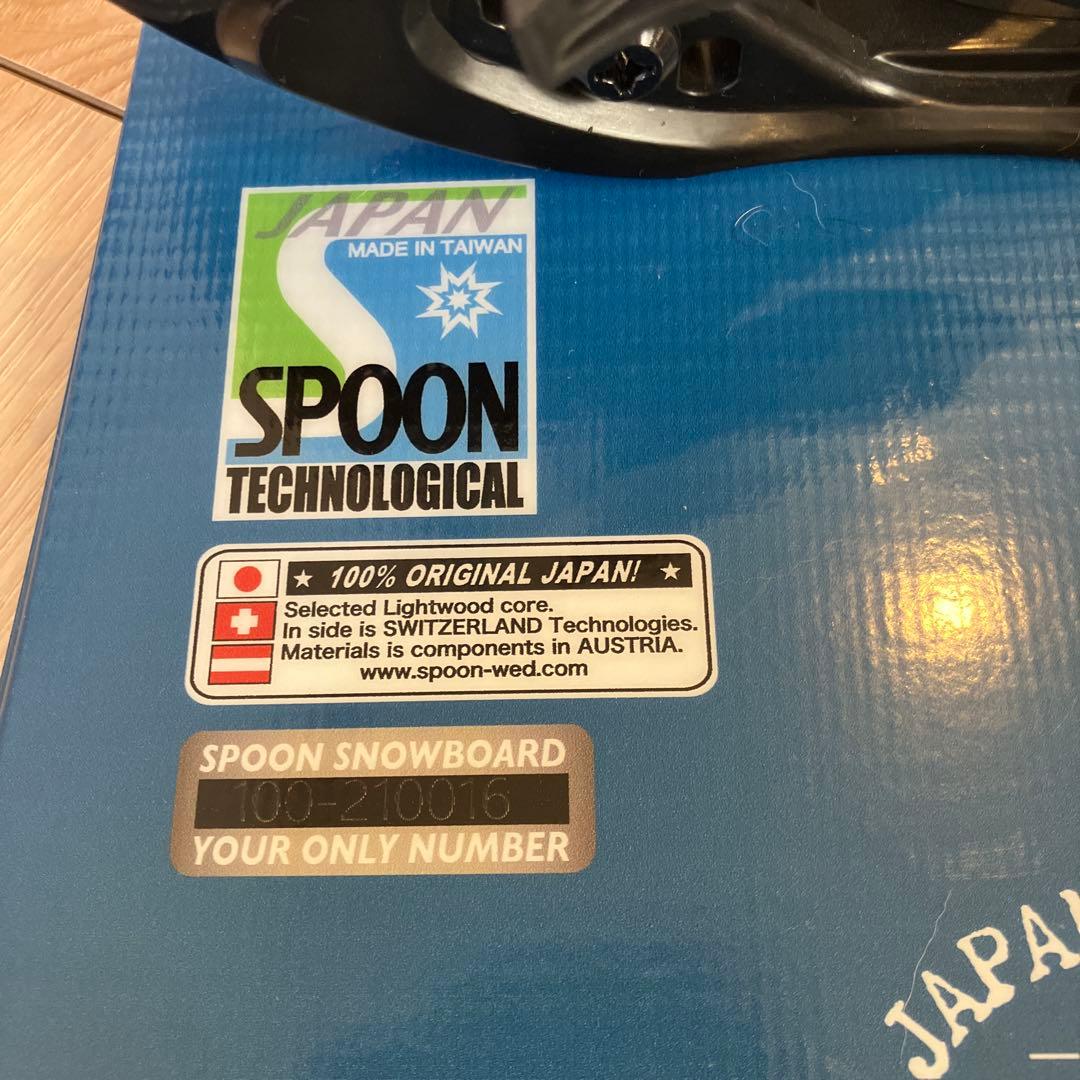 JAPAN
MADE IN TAIWAN
SPOON
TECHNOLOGICAL
★ 100% ORIGINAL JAPAN! ★
Selected Lightwood core.
In side is SWITZERLAND Technologies.
Materials is components in AUSTRIA.
www.spoon-wed.com
SPOON SNOWBOARD
100-210016
YOUR ONLY NUMBER
JAPAN